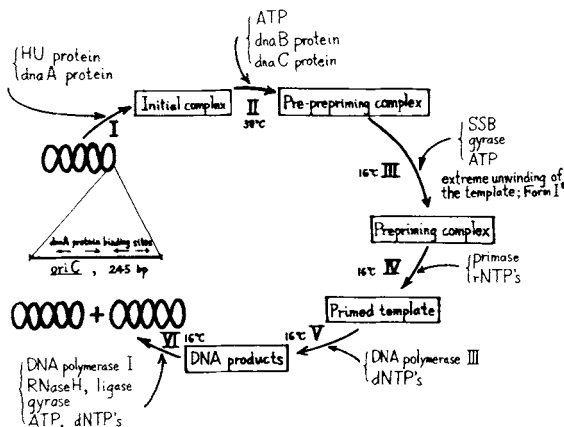 HU protein
dnaA protein
I
Initial complex
ATP
dnaB protein
dnaC protein
II
38°C
Pre-prepriming complex
SSB
gyrase
ATP
16°C III
extreme unwinding of
the template; Form I*
Prepriming complex
16°C IV
primase
rNTP's
Primed template
16°C V
DNA polymerase III
dNTP's
DNA products
VI 16°C
DNA polymerase I
RNaseH, ligase
gyrase
ATP, dNTP's
+
dnaA protein binding sites
oriC, 245 bp